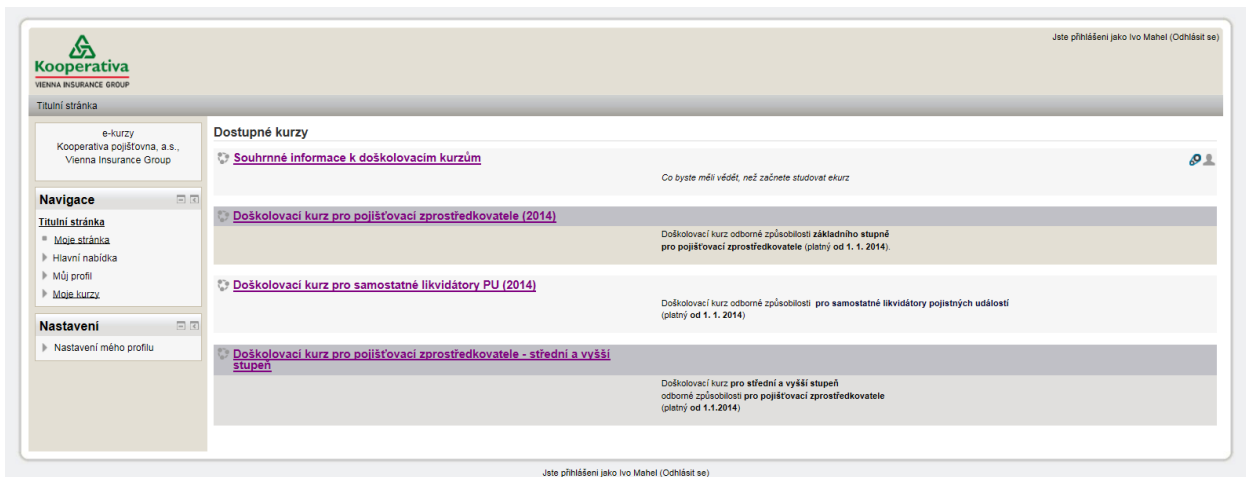 Jste přihlášeni jako Ivo Mahel (Odhlásit se)
Kooperativa
VIENNA INSURANCE GROUP
Titulní stránka
e-kurzy
Kooperativa pojišťovna, a.s.,
Vienna Insurance Group
Navigace
Titulní stránka
Moje stránka
Hlavní nabídka
Můj profil
Moje kurzy
Nastavení
Nastavení mého profilu
Dostupné kurzy
Souhrnné informace k doškolovacím kurzům
Co byste měli vědět, než začnete studovat ekurz
Doškolovací kurz pro pojišťovací zprostředkovatele (2014)
Doškolovací kurz odborné způsobilosti základního stupně
pro pojišťovací zprostředkovatele (platný od 1. 1. 2014).
Doškolovací kurz pro samostatné likvidátory PU (2014)
Doškolovací kurz odborné způsobilosti pro samostatné likvidátory pojistných událostí
(platný od 1. 1. 2014)
Doškolovací kurz pro pojišťovací zprostředkovatele - střední a vyšší
stupeň
Doškolovací kurz pro střední a vyšší stupeň
odborné způsobilosti pro pojišťovací zprostředkovatele
(platný od 1.1.2014)
Jste přihlášeni jako Ivo Mahel (Odhlásit se)